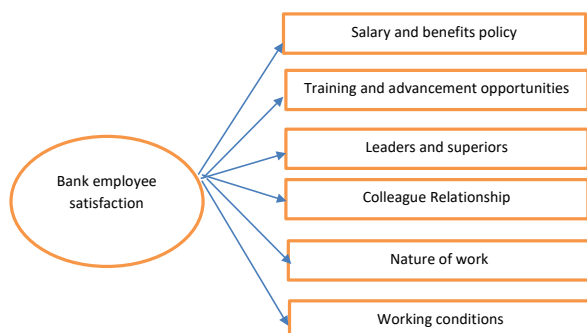 Salary and benefits policy
Training and advancement opportunities
Leaders and superiors
Bank employee
satisfaction
Colleague Relationship
Nature of work
Working conditions